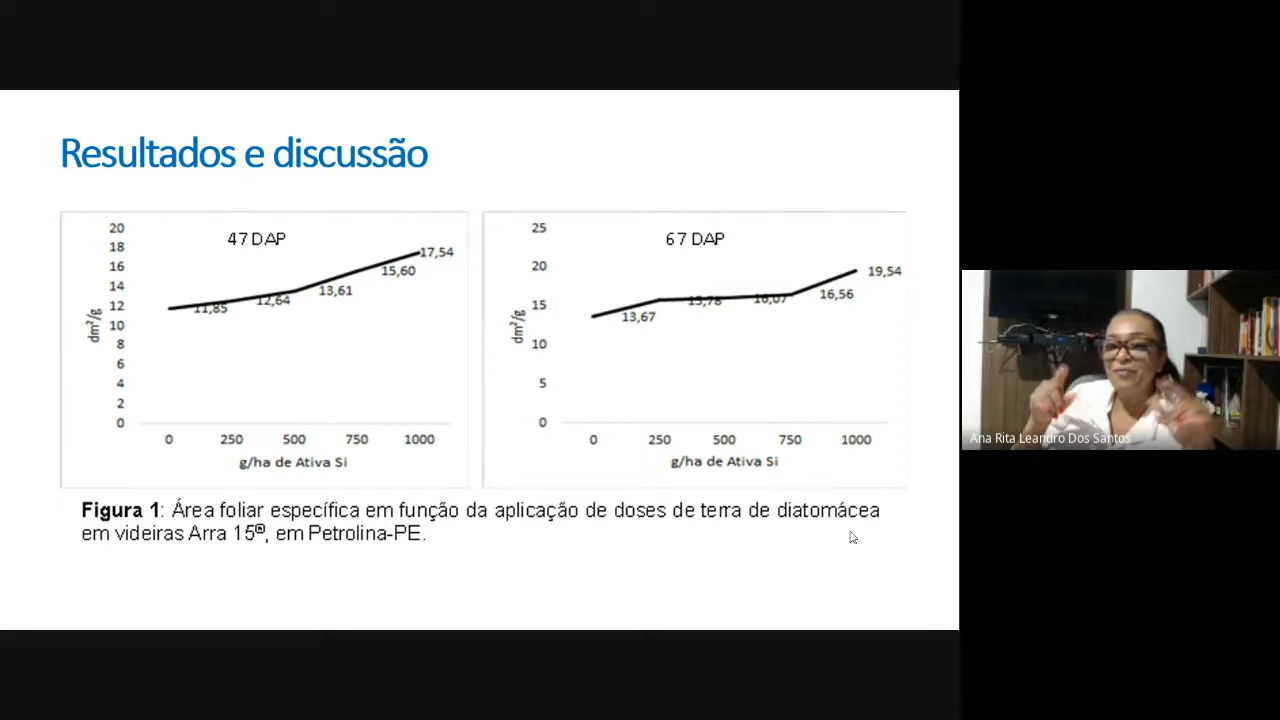 Resultados e discussão
47 DAP
20
18
16
14
12
10
8
6
4
2
0
dm²/g
11,85
12,64
13,61
15,60
17,54
0 250 500 750 1000
g/ha de Ativa Si
67 DAP
25
20
15
10
5
0
dm²/g
13,67
15,78
16,07
16,56
19,54
0 250 500 750 1000
g/ha de Ativa Si
Figura 1: Área foliar específica em função da aplicação de doses de terra de diatomácea
em videiras Arra 15®, em Petrolina-PE.
Ana Rita Leandro Dos Santos